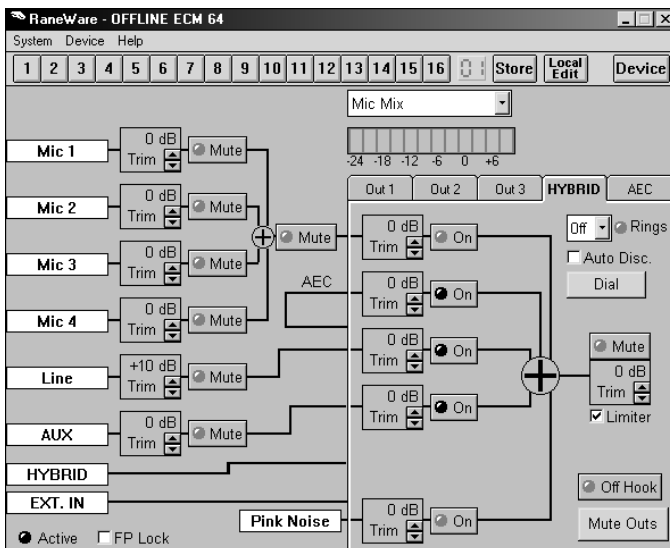 RaneWare - OFFLINE ECM 64
System Device Help
1 2 3 4 5 6 7 8 9 10 11 12 13 14 15 16 01 Store Local Edit Device
Mic Mix
-24 -18 -12 -6 0 +6
Out 1 Out 2 Out 3 HYBRID AEC
Mic 1 0 dB Trim Mute
Mic 2 0 dB Trim Mute
Mic 3 0 dB Trim Mute
Mic 4 0 dB Trim Mute
Line +10 dB Trim Mute
AUX 0 dB Trim Mute
HYBRID
EXT. IN
Active FP Lock
Mute
AEC
Pink Noise
0 dB Trim On
0 dB Trim On
0 dB Trim On
0 dB Trim On
0 dB Trim On
Off Rings
Auto Disc.
Dial
Mute
0 dB
Trim
Limiter
Off Hook
Mute Outs